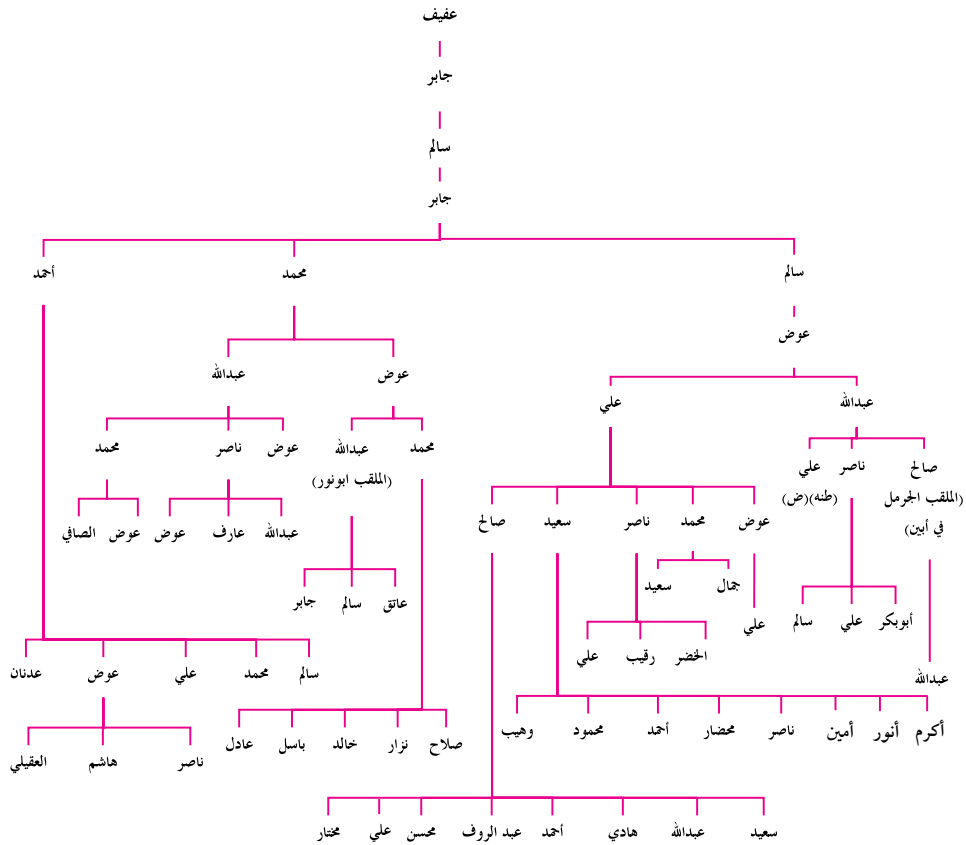 عفيف
جابر
سالم
جابر
سالم
محمد
أحمد
عوض
عبدالله
علي
عوض
عبدالله
صالح
ناصر
علي
محمد
عبدالله
عوض
ناصر
محمد
(الملقب الجرمل
في أبين)
(طنه)(ض)
(الملقب ابونور)
عوض
محمد
ناصر
سعيد
صالح
عبدالله
عارف
عوض
عوض
الصافي
جمال
سعيد
عاتق
سالم
جابر
أبوبكر
علي
سالم
علي
الخضر
رقيب
علي
عبدالله
سالم
محمد
علي
عوض
عدنان
أكرم
أنور
أمين
ناصر
محضار
أحمد
محمود
وهيب
صلاح
نزار
خالد
باسل
عادل
ناصر
هاشم
العقيلي
سعيد
عبدالله
هادي
أحمد
عبد الروف
محسن
علي
مختار